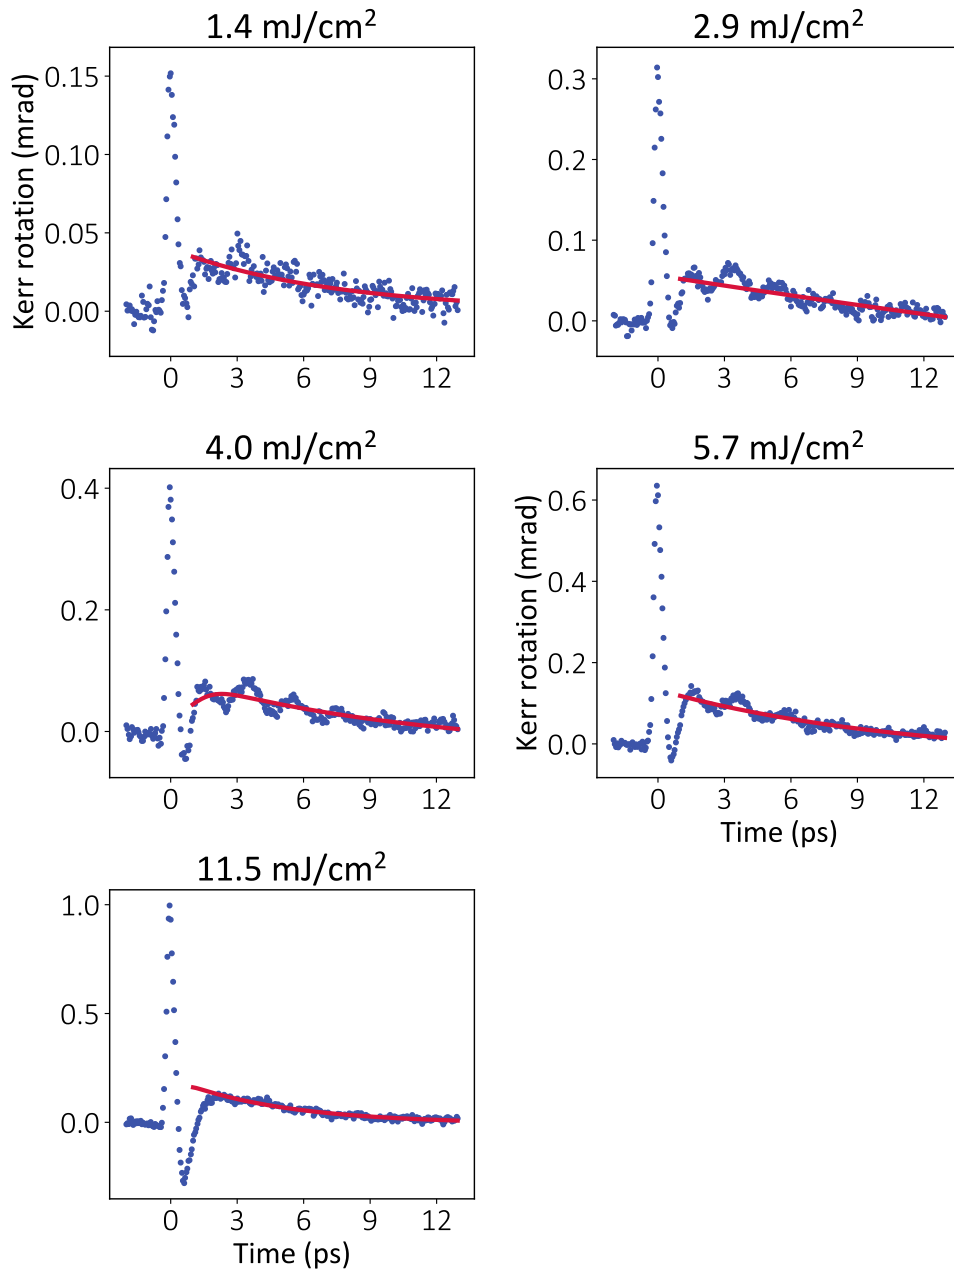 1.4 mJ/cm²
2.9 mJ/cm²
Kerr rotation (mrad)
0.15
0.10
0.05
0.00
0 3 6 9 12
0.3
0.2
0.1
0.0
0 3 6 9 12
4.0 mJ/cm²
5.7 mJ/cm²
0.4
0.2
0.0
0 3 6 9 12
Kerr rotation (mrad)
0.6
0.4
0.2
0.0
0 3 6 9 12
Time (ps)
11.5 mJ/cm²
1.0
0.5
0.0
0 3 6 9 12
Time (ps)